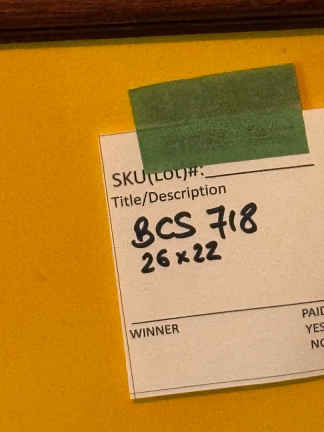 SKU(Lot)#:
Title/Description
BCS 718
26 x 22
WINNER
PAID
YES
NO